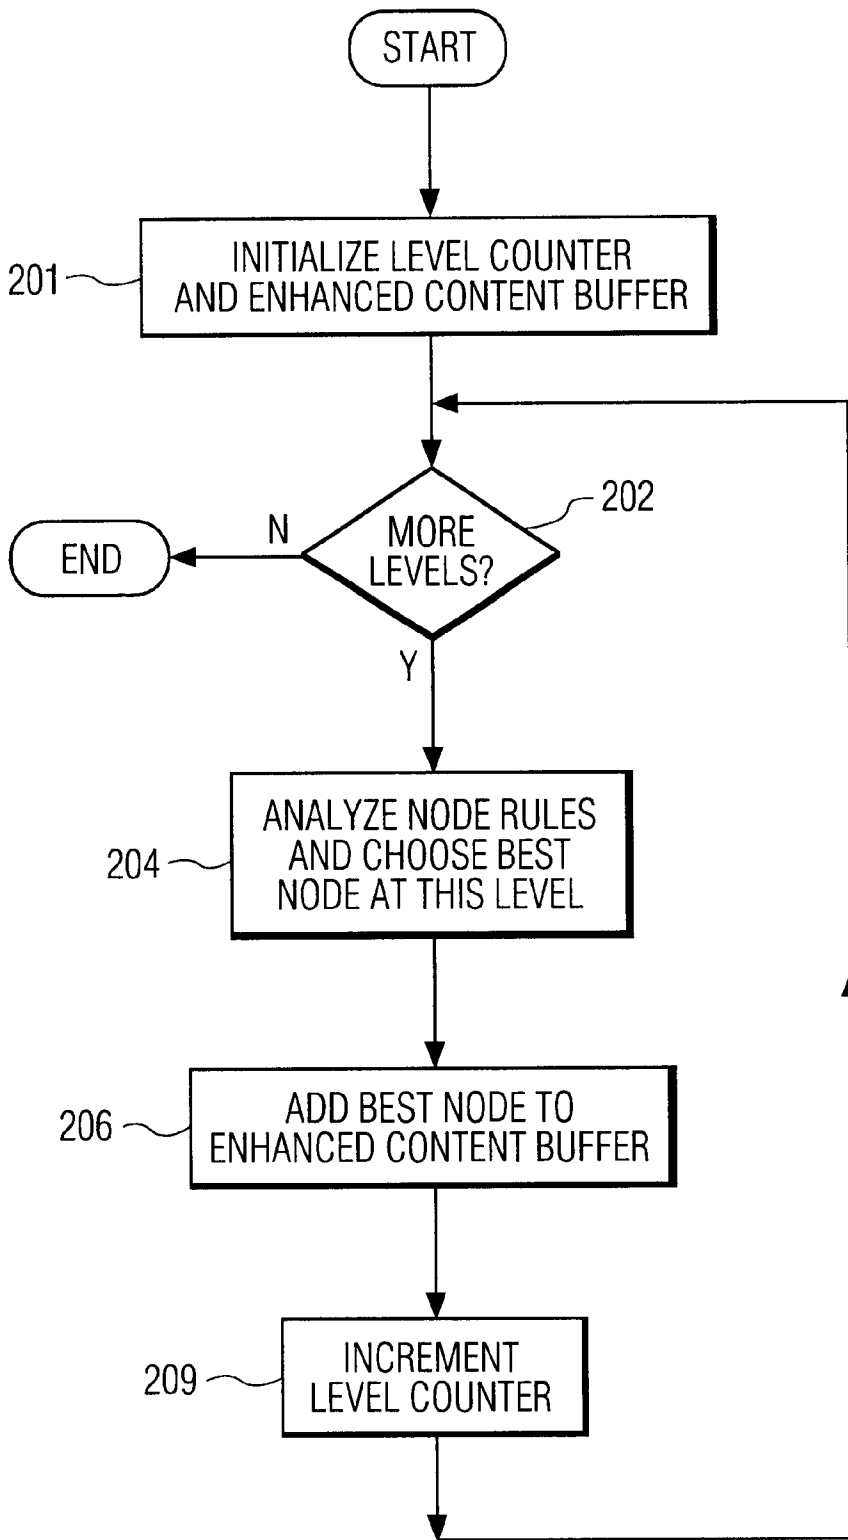 START
201
INITIALIZE LEVEL COUNTER
AND ENHANCED CONTENT BUFFER
202
MORE
LEVELS?
N
END
Y
204
ANALYZE NODE RULES
AND CHOOSE BEST
NODE AT THIS LEVEL
206
ADD BEST NODE TO
ENHANCED CONTENT BUFFER
209
INCREMENT
LEVEL COUNTER